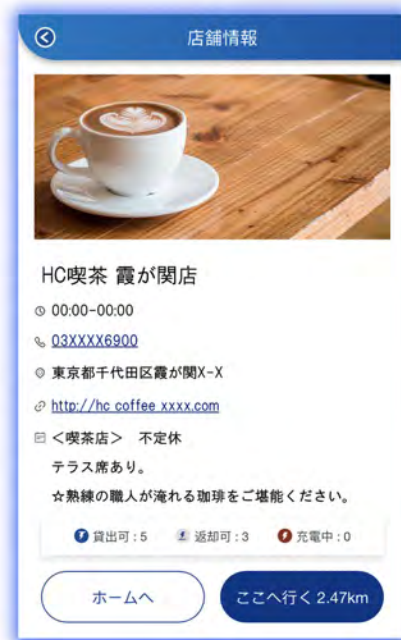 店舗情報
HC喫茶 霞が関店
00:00-00:00
03XXXX6900
東京都千代田区霞が関X-X
http://hc coffee xxxx.com
＜喫茶店＞　不定休
テラス席あり。
☆熟練の職人が淹れる珈琲をご堪能ください。
貸出可：5 返却可：3 充電中：0
ホームへ ここへ行く 2.47km